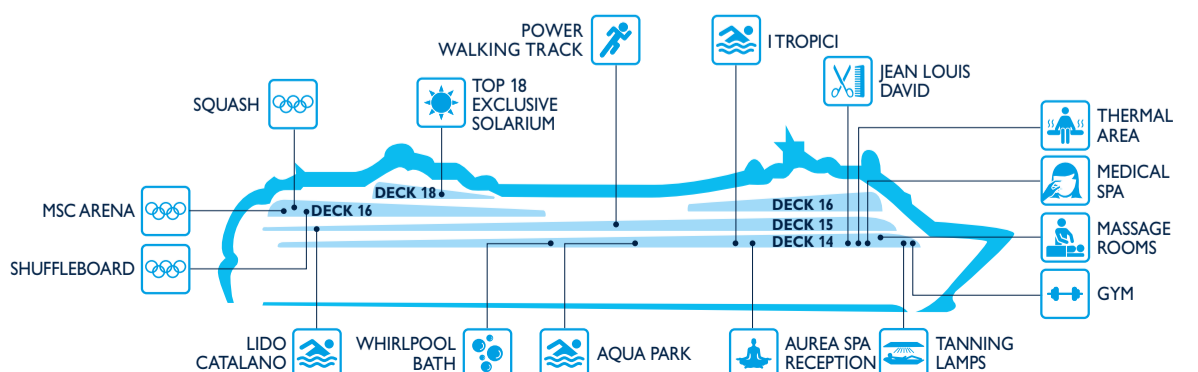 POWER
WALKING TRACK
I TROPICI
JEAN LOUIS
DAVID
SQUASH
TOP 18
EXCLUSIVE
SOLARIUM
THERMAL
AREA
MEDICAL
SPA
DECK 18
DECK 16
DECK 16
MSC ARENA
DECK 15
DECK 14
MASSAGE
ROOMS
SHUFFLEBOARD
GYM
LIDO
CATALANO
WHIRLPOOL
BATH
AQUA PARK
AUREA SPA
RECEPTION
TANNING
LAMPS